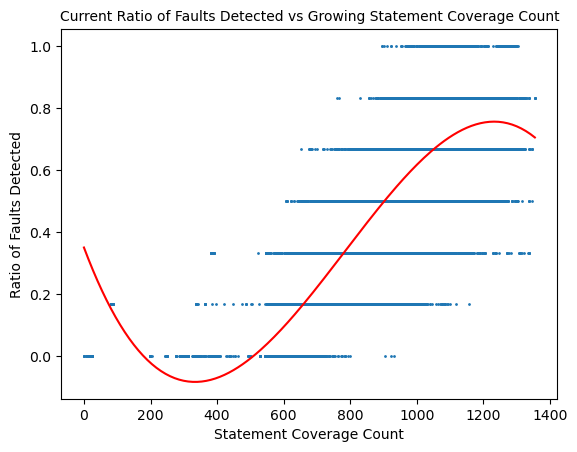 Current Ratio of Faults Detected vs Growing Statement Coverage Count
1.0
0.8
0.6
0.4
0.2
0.0
Ratio of Faults Detected
0 200 400 600 800 1000 1200 1400
Statement Coverage Count